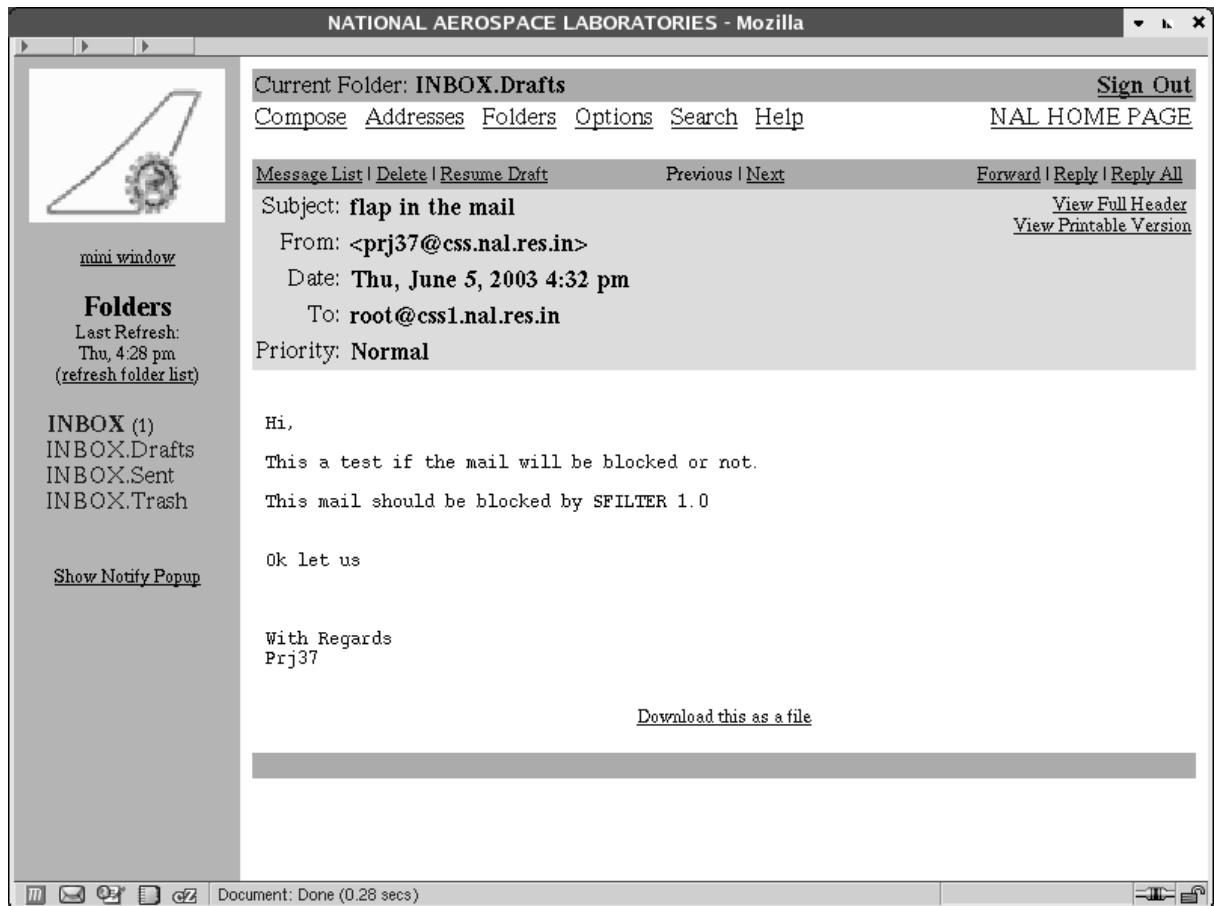 NATIONAL AEROSPACE LABORATORIES - Mozilla
Current Folder: INBOX.Drafts
Sign Out
Compose Addresses Folders Options Search Help
NAL HOME PAGE
Message List | Delete | Resume Draft
Previous | Next
Forward | Reply | Reply All
Subject: flap in the mail
View Full Header
View Printable Version
From: <prj37@css.nal.res.in>
Date: Thu, June 5, 2003 4:32 pm
To: root@css1.nal.res.in
Priority: Normal
mini window
Folders
Last Refresh:
Thu, 4:28 pm
(refresh folder list)
INBOX (1)
INBOX.Drafts
INBOX.Sent
INBOX.Trash
Show Notify Popup
Hi,
This a test if the mail will be blocked or not.
This mail should be blocked by SFILTER 1.0
Ok let us
With Regards
Prj37
Download this as a file
Document: Done (0.28 secs)